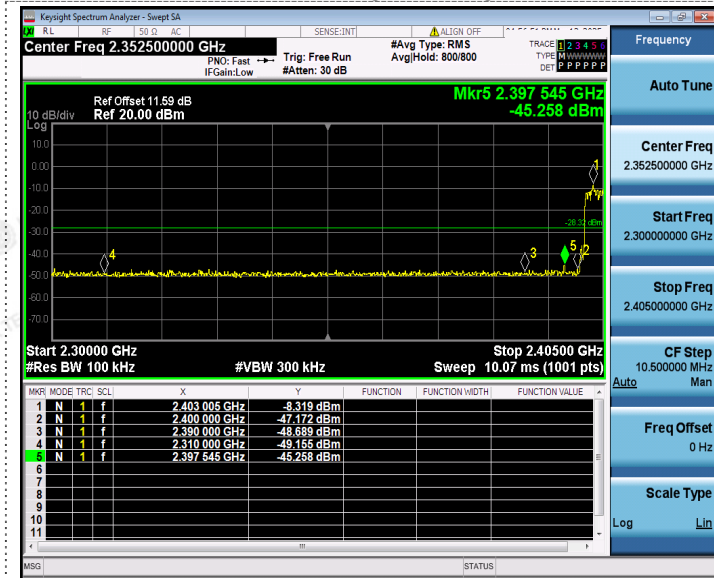 Keysight Spectrum Analyzer - Swept SA
LXI RL RF 50 Ω AC SENSE:INT ALIGN OFF
Center Freq 2.352500000 GHz
PNO: Fast
IFGain:Low
Trig: Free Run
#Atten: 30 dB
#Avg Type: RMS
Avg|Hold: 800/800
TRACE 1 2 3 4 5 6
TYPE M W W W W W
DET P P P P P P
Ref Offset 11.59 dB
10 dB/div Ref 20.00 dBm
Log
Mkr5 2.397 545 GHz
-45.258 dBm
10.0
0.00
-10.0
-20.0
-30.0
-40.0
-50.0
-60.0
-70.0
1
-28.32 dBm
4
3
5
2
Start 2.30000 GHz Stop 2.40500 GHz
#Res BW 100 kHz #VBW 300 kHz Sweep 10.07 ms (1001 pts)
MKR MODE TRC SCL X Y FUNCTION FUNCTION WIDTH FUNCTION VALUE
1 N 1 f 2.403 005 GHz -8.319 dBm
2 N 1 f 2.400 000 GHz -47.172 dBm
3 N 1 f 2.390 000 GHz -48.689 dBm
4 N 1 f 2.310 000 GHz -49.155 dBm
5 N 1 f 2.397 545 GHz -45.258 dBm
6
7
8
9
10
11
MSG STATUS
Frequency
Auto Tune
Center Freq
2.352500000 GHz
Start Freq
2.300000000 GHz
Stop Freq
2.405000000 GHz
CF Step
10.500000 MHz
Auto Man
Freq Offset
0 Hz
Scale Type
Log Lin